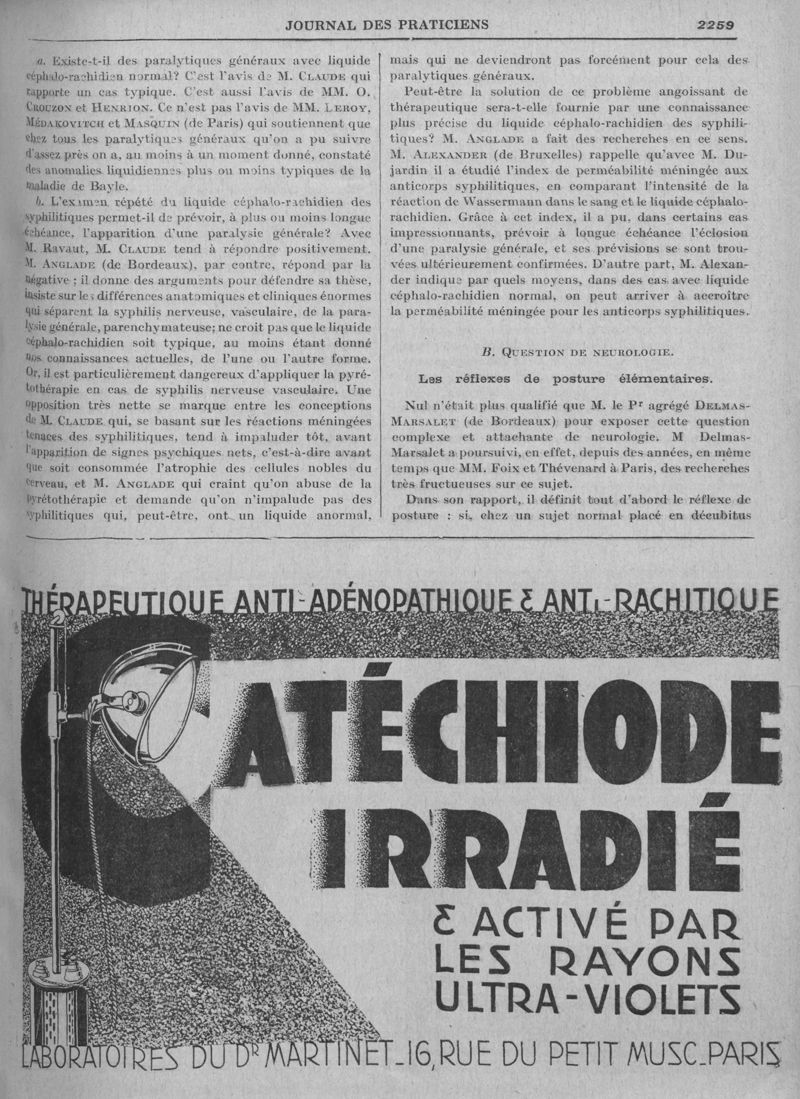 JOURNAL DES PRATICIENS 2259
a. Existe-t-il des paralytiques généraux avec liquide
céphalo-rachidien normal? C'est l'avis de M. CLAUDE qui
rapporte un cas typique. C'est aussi l'avis de MM. O.
CROUZON et HENRION. Ce n'est pas l'avis de MM. LEROY,
MÉDAKOVITCH et MASQUIN (de Paris) qui soutiennent que
chez tous les paralytiques généraux qu'on a pu suivre
d'assez près on a, au moins à un moment donné, constaté
des anomalies liquidiennes plus ou moins typiques de la
maladie de Bayle.
b. L'examen répété du liquide céphalo-rachidien des
syphilitiques permet-il de prévoir, à plus ou moins longue
échéance, l'apparition d'une paralysie générale? Avec
M. Ravaut, M. CLAUDE tend à répondre positivement.
M. ANGLADE (de Bordeaux), par contre, répond par la
négative ; il donne des arguments pour défendre sa thèse,
insiste sur les différences anatomiques et cliniques énormes
qui séparent la syphilis nerveuse, vasculaire, de la para-
lysie générale, parenchymateuse; ne croit pas que le liquide
céphalo-rachidien soit typique, au moins étant donné
nos connaissances actuelles, de l'une ou l'autre forme.
Or, il est particulièrement dangereux d'appliquer la pyré-
tothérapie en cas de syphilis nerveuse vasculaire. Une
opposition très nette se marque entre les conceptions
de M. CLAUDE qui, se basant sur les réactions méningées
tenaces des syphilitiques, tend à impaluder tôt, avant
l'apparition de signes psychiques nets, c'est-à-dire avant
que soit consommée l'atrophie des cellules nobles du
cerveau, et M. ANGLADE qui craint qu'on abuse de la
pyrétothérapie et demande qu'on n'impalude pas des
syphilitiques qui, peut-être, ont un liquide anormal,
mais qui ne deviendront pas forcément pour cela des
paralytiques généraux.
Peut-être la solution de ce problème angoissant de
thérapeutique sera-t-elle fournie par une connaissance
plus précise du liquide céphalo-rachidien des syphili-
tiques? M. ANGLADE a fait des recherches en ce sens.
M. ALEXANDER (de Bruxelles) rappelle qu'avec M. Du-
jardin il a étudié l'index de perméabilité méningée aux
anticorps syphilitiques, en comparant l'intensité de la
réaction de Wassermann dans le sang et le liquide céphalo-
rachidien. Grâce à cet index, il a pu, dans certains cas
impressionnants, prévoir à longue échéance l'éclosion
d'une paralysie générale, et ses prévisions se sont trou-
vées ultérieurement confirmées. D'autre part, M. Alexan-
der indique par quels moyens, dans des cas avec liquide
céphalo-rachidien normal, on peut arriver à accroître
la perméabilité méningée pour les anticorps syphilitiques.
B. QUESTION DE NEUROLOGIE.
Les réflexes de posture élémentaires.
Nul n'était plus qualifié que M. le Pr agrégé DELMAS-
MARSALET (de Bordeaux) pour exposer cette question
complexe et attachante de neurologie. M Delmas-
Marsalet a poursuivi, en effet, depuis des années, en même
temps que MM. Foix et Thévenard à Paris, des recherches
très fructueuses sur ce sujet.
Dans son rapport, il définit tout d'abord le réflexe de
posture : si, chez un sujet normal placé en décubitus
THÉRAPEUTIQUE ANTI-ADÉNOPATHIQUE & ANTI-RACHITIQUE
CATÉCHIODE
IRRADIÉ
& ACTIVÉ PAR
LES RAYONS
ULTRA-VIOLETS
LABORATOIRES DU Dr MARTINET_16, RUE DU PETIT MUSC_PARIS